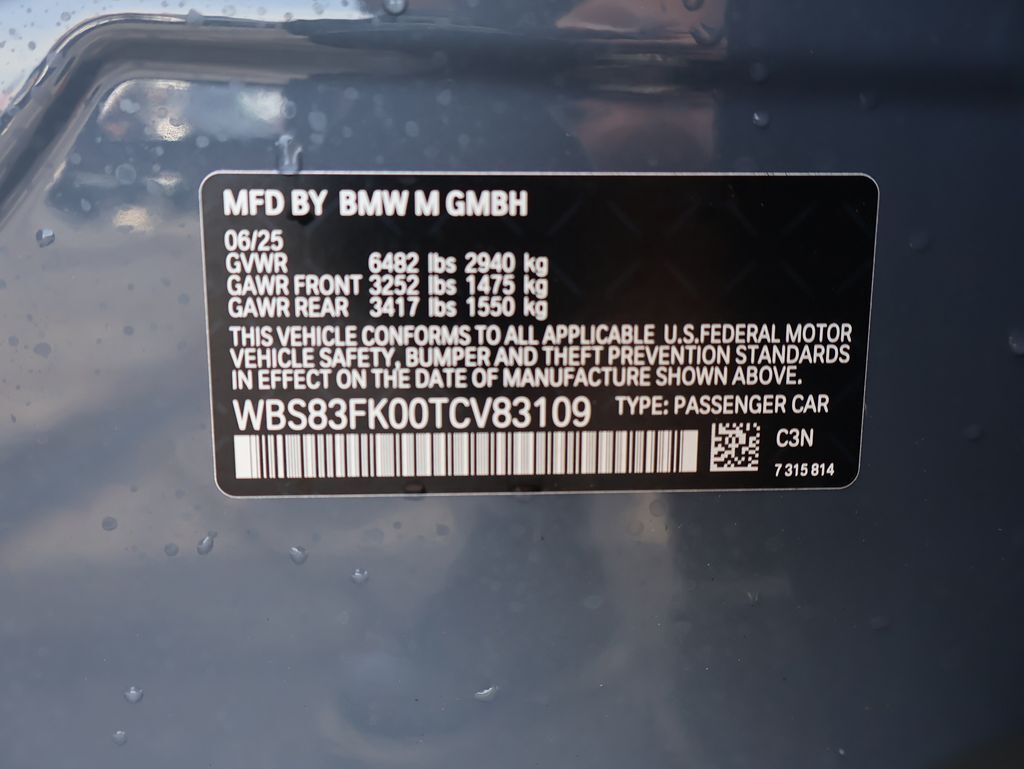 MFD BY BMW M GMBH
06/25
GVWR 6482 lbs 2940 kg
GAWR FRONT 3252 lbs 1475 kg
GAWR REAR 3417 lbs 1550 kg
THIS VEHICLE CONFORMS TO ALL APPLICABLE U.S.FEDERAL MOTOR
VEHICLE SAFETY, BUMPER AND THEFT PREVENTION STANDARDS
IN EFFECT ON THE DATE OF MANUFACTURE SHOWN ABOVE.
WBS83FK00TCV83109 TYPE: PASSENGER CAR
C3N
7 315 814